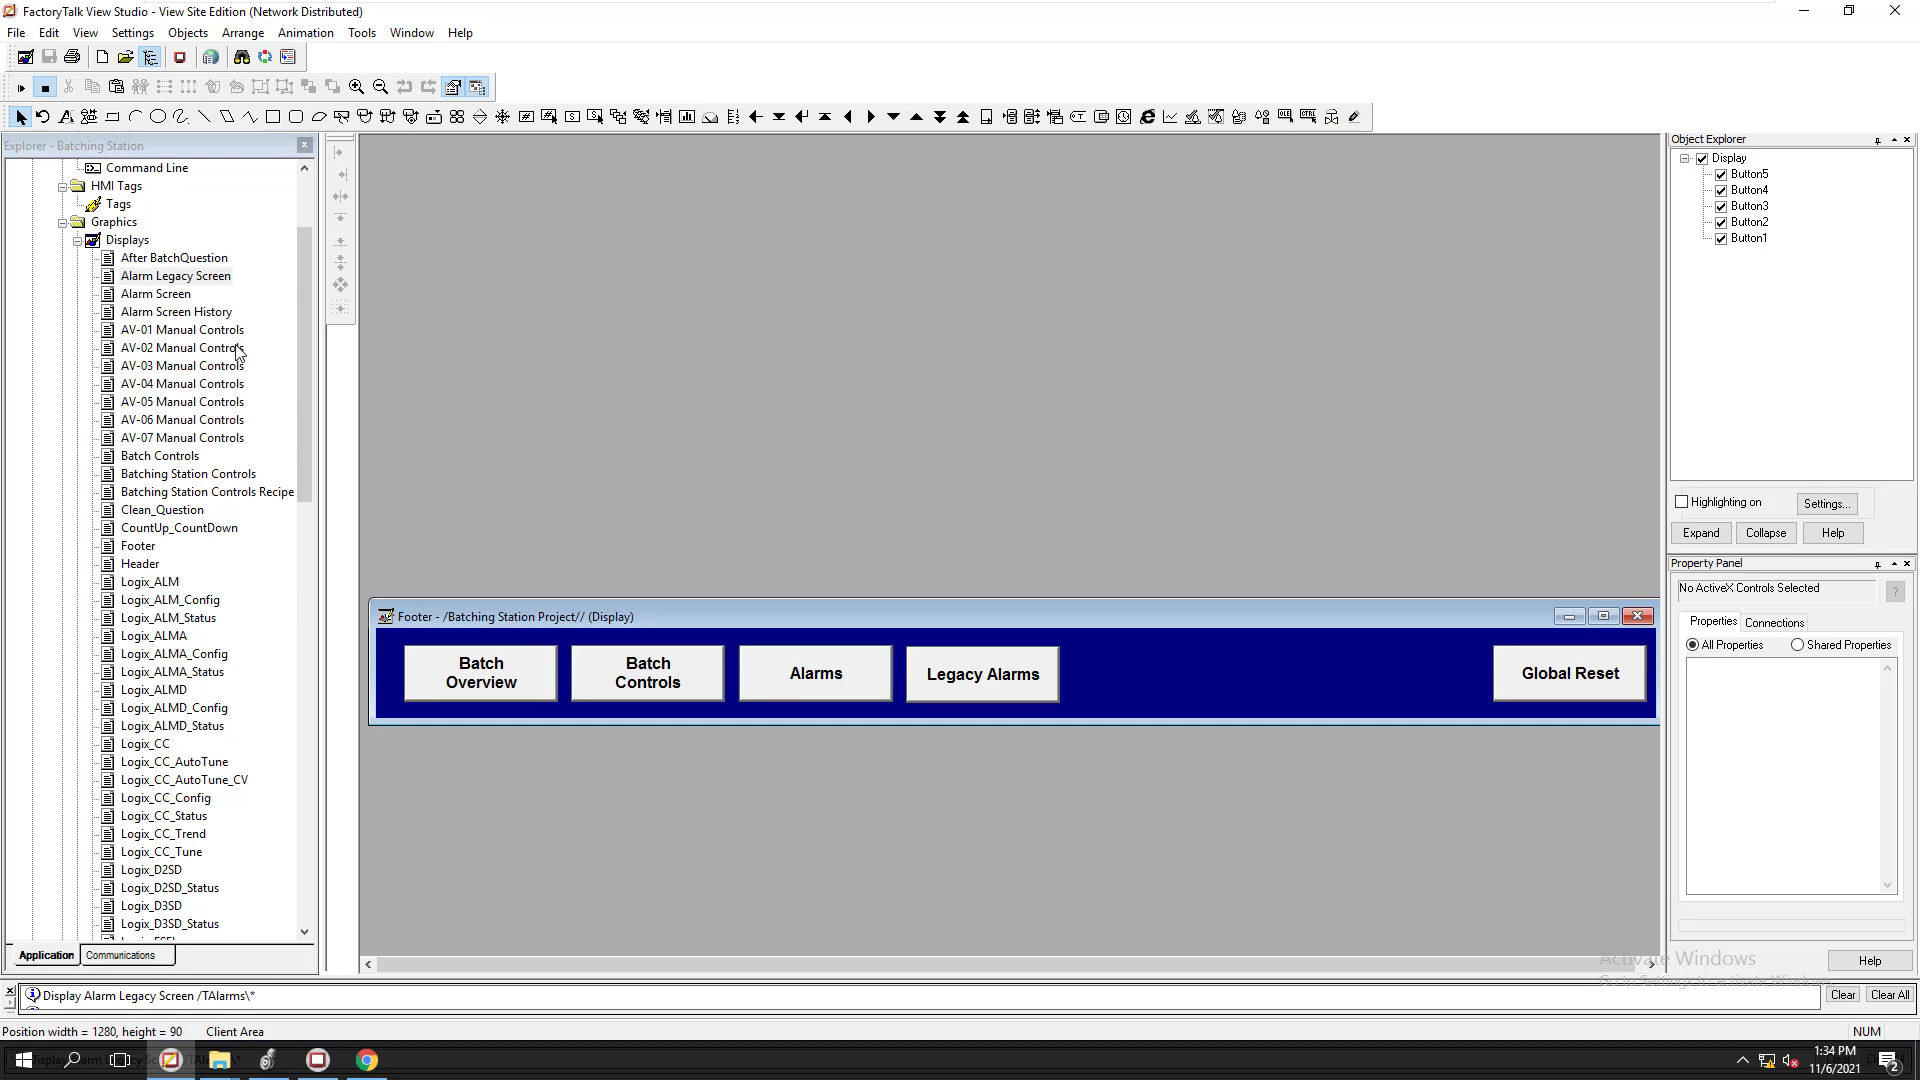 FactoryTalk View Studio - View Site Edition (Network Distributed)
File Edit View Settings Objects Arrange Animation Tools Window Help
Explorer - Batching Station
Command Line
HMI Tags
Tags
Graphics
Displays
After BatchQuestion
Alarm Legacy Screen
Alarm Screen
Alarm Screen History
AV-01 Manual Controls
AV-02 Manual Controls
AV-03 Manual Controls
AV-04 Manual Controls
AV-05 Manual Controls
AV-06 Manual Controls
AV-07 Manual Controls
Batch Controls
Batching Station Controls
Batching Station Controls Recipe
Clean_Question
CountUp_CountDown
Footer
Header
Logix_ALM
Logix_ALM_Config
Logix_ALM_Status
Logix_ALMA
Logix_ALMA_Config
Logix_ALMA_Status
Logix_ALMD
Logix_ALMD_Config
Logix_ALMD_Status
Logix_CC
Logix_CC_AutoTune
Logix_CC_AutoTune_CV
Logix_CC_Config
Logix_CC_Status
Logix_CC_Trend
Logix_CC_Tune
Logix_D2SD
Logix_D2SD_Status
Logix_D3SD
Logix_D3SD_Status
Application Communications
Footer - /Batching Station Project// (Display)
Batch
Overview
Batch
Controls
Alarms
Legacy Alarms
Global Reset
Object Explorer
Display
Button5
Button4
Button3
Button2
Button1
Highlighting on Settings...
Expand Collapse Help
Property Panel
No ActiveX Controls Selected ?
Properties Connections
All Properties Shared Properties
Activate Windows
Help
Display Alarm Legacy Screen /TAlarms\*
Clear Clear All
Position width = 1280, height = 90 Client Area
NUM
1:34 PM
11/6/2021
2